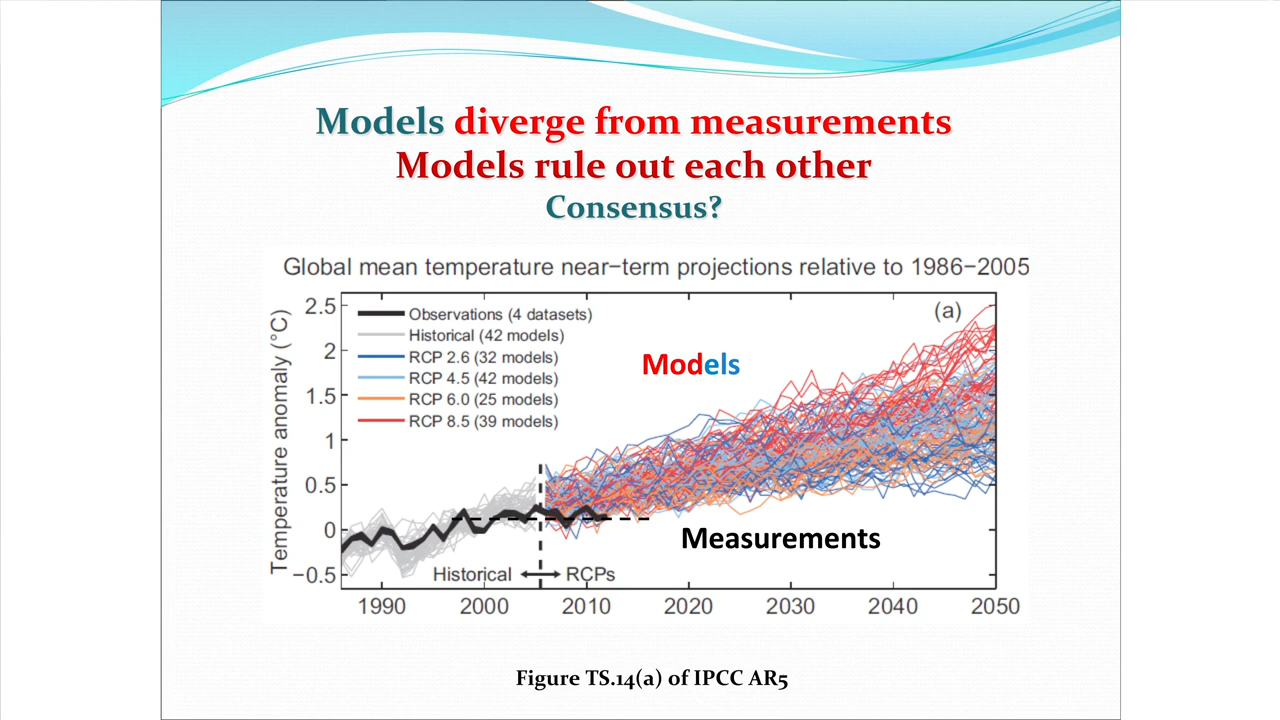 Models diverge from measurements
Models rule out each other
Consensus?
Global mean temperature near−term projections relative to 1986−2005
Temperature anomaly (°C)
2.5
2
1.5
1
0.5
0
−0.5
(a)
Observations (4 datasets)
Historical (42 models)
RCP 2.6 (32 models)
RCP 4.5 (42 models)
RCP 6.0 (25 models)
RCP 8.5 (39 models)
Models
Measurements
Historical RCPs
1990 2000 2010 2020 2030 2040 2050
Figure TS.14(a) of IPCC AR5